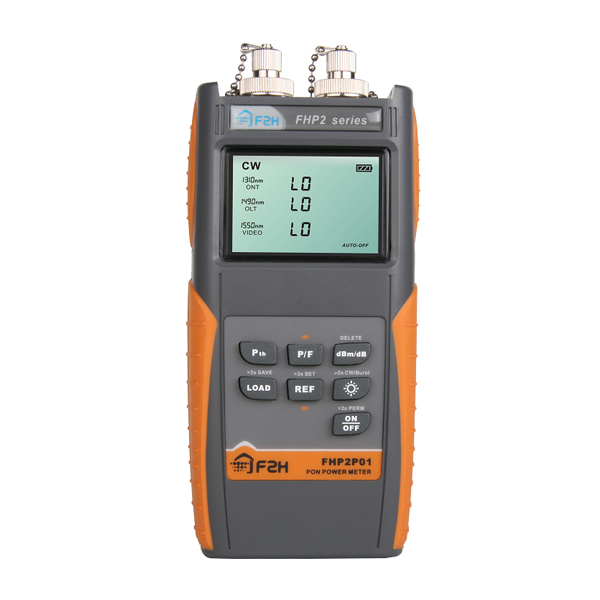 F2H FHP2 series
CW
1310nm LO
ONT
1490nm LO
OLT
1550nm LO
VIDEO
AUTO-OFF
DELETE
Pth P/F dBm/dB
>2s SAVE >2s SET >2s CW/Burst
LOAD REF
>2s PERM
ON
OFF
F2H FHP2P01
PON POWER METER